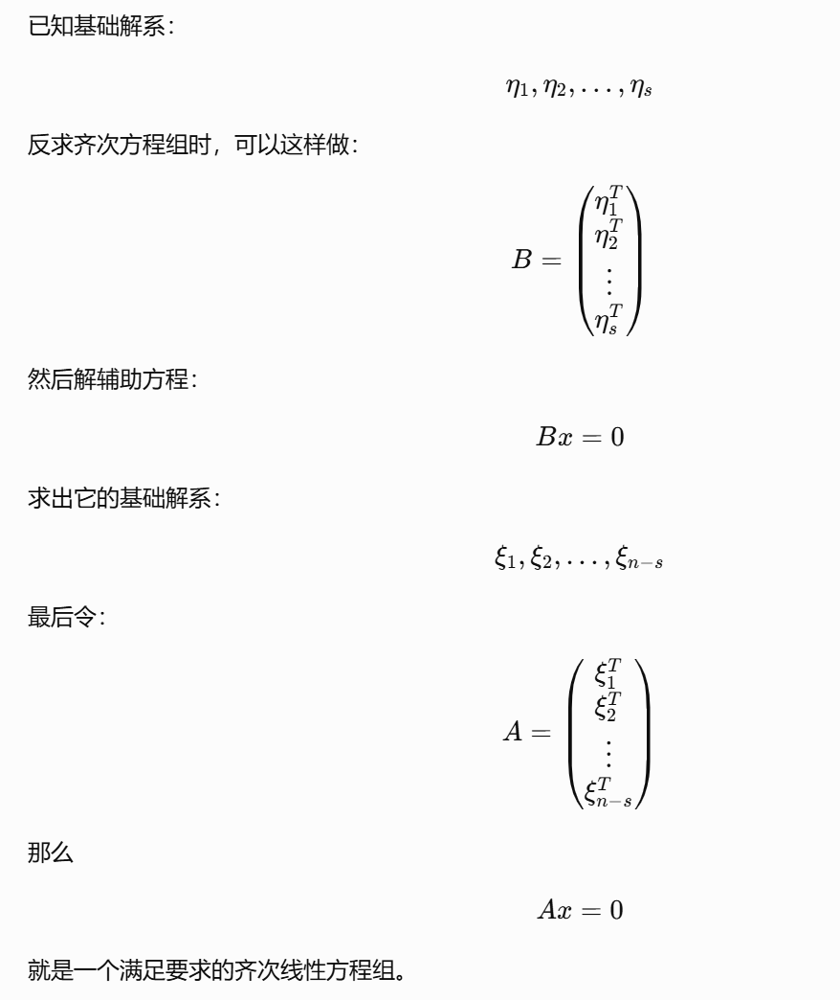 已知基础解系：
$$\eta_1, \eta_2, \ldots, \eta_s$$
反求齐次方程组时，可以这样做：
$$B = \begin{pmatrix} \eta_1^T \\ \eta_2^T \\ \vdots \\ \eta_s^T \end{pmatrix}$$
然后解辅助方程：
$$Bx = 0$$
求出它的基础解系：
$$\xi_1, \xi_2, \ldots, \xi_{n-s}$$
最后令：
$$A = \begin{pmatrix} \xi_1^T \\ \xi_2^T \\ \vdots \\ \xi_{n-s}^T \end{pmatrix}$$
那么
$$Ax = 0$$
就是一个满足要求的齐次线性方程组。